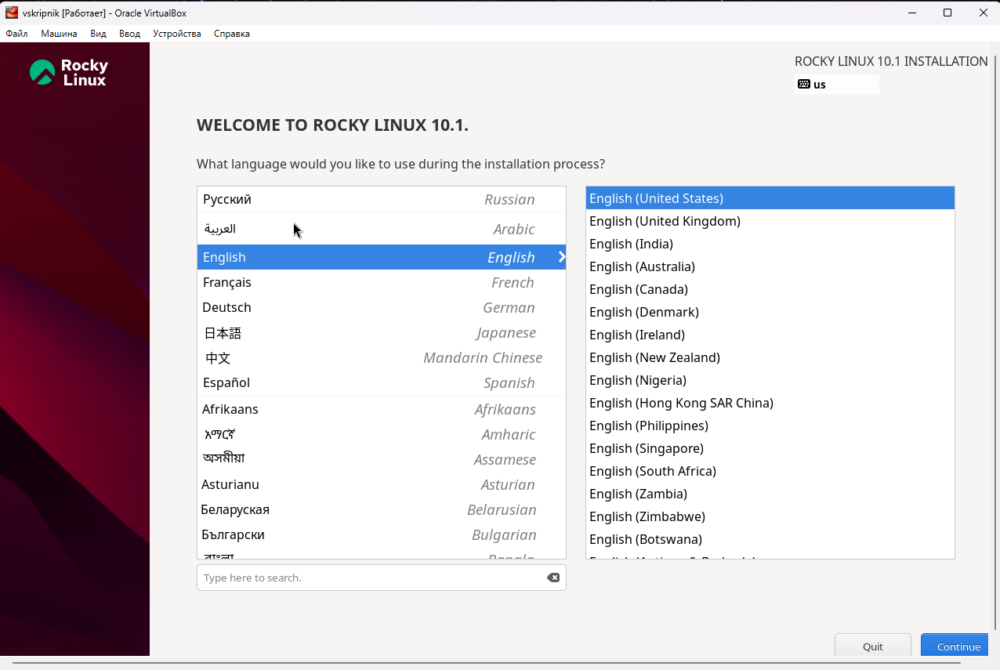 vskripnik [Работает] - Oracle VirtualBox
Файл Машина Вид Ввод Устройства Справка
Rocky
Linux
ROCKY LINUX 10.1 INSTALLATION
us
WELCOME TO ROCKY LINUX 10.1.
What language would you like to use during the installation process?
Русский Russian
العربية Arabic
English English
Français French
Deutsch German
日本語 Japanese
中文 Mandarin Chinese
Español Spanish
Afrikaans Afrikaans
አማርኛ Amharic
অসমীয়া Assamese
Asturianu Asturian
Беларуская Belarusian
Български Bulgarian
বাংলা Bangla
English (United States)
English (United Kingdom)
English (India)
English (Australia)
English (Canada)
English (Denmark)
English (Ireland)
English (New Zealand)
English (Nigeria)
English (Hong Kong SAR China)
English (Philippines)
English (Singapore)
English (South Africa)
English (Zambia)
English (Zimbabwe)
English (Botswana)
English (Antigua & Barbuda)
Type here to search.
Quit Continue